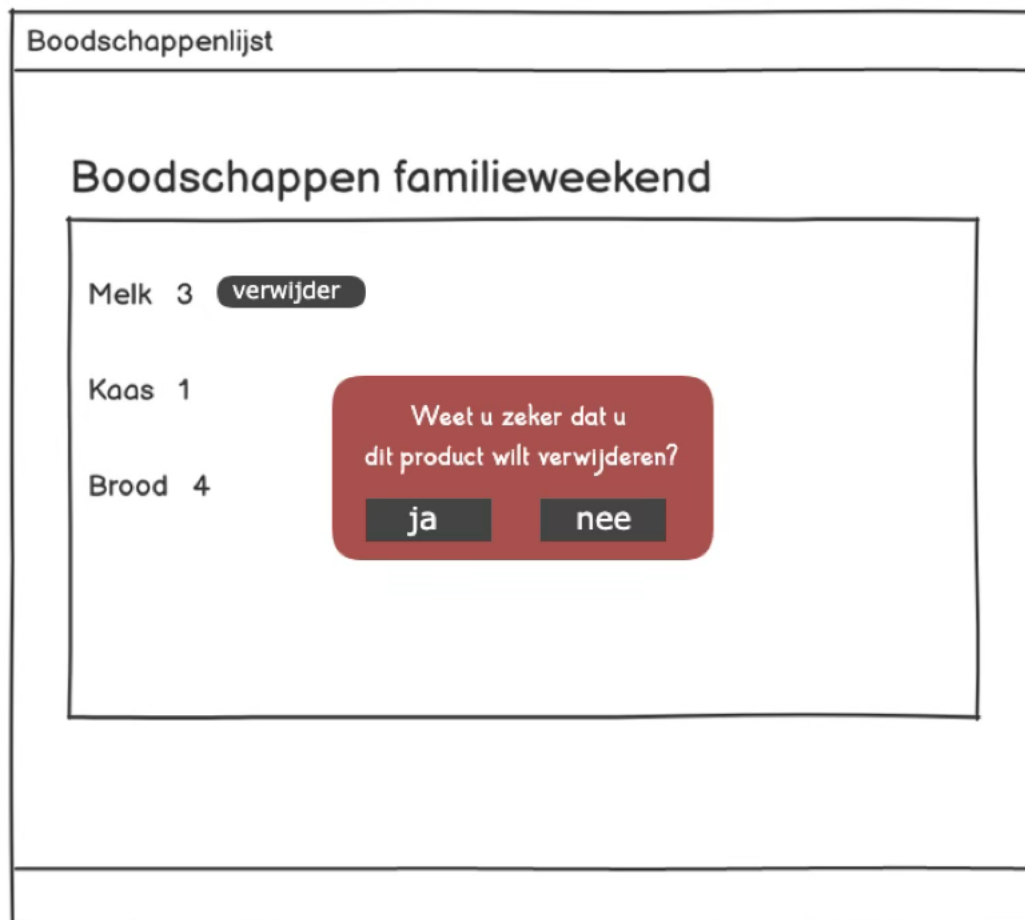 Boodschappenlijst
Boodschappen familieweekend
Melk 3 verwijder
Kaas 1
Weet u zeker dat u
dit product wilt verwijderen?
Brood 4
ja nee